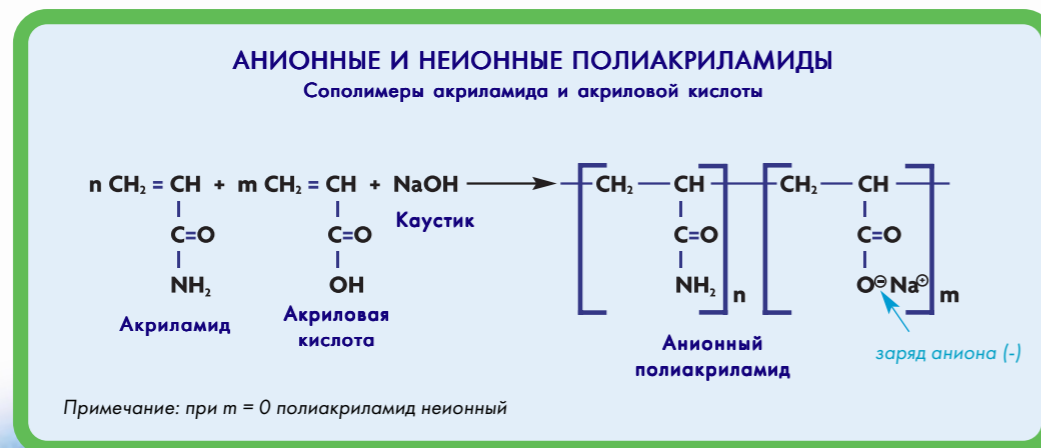 АНИОННЫЕ И НЕИОННЫЕ ПОЛИАКРИЛАМИДЫ
Сополимеры акриламида и акриловой кислоты
n CH₂ = CH + m CH₂ = CH + NaOH → CH₂ — CH — CH₂ — CH
Каустик
C=O C=O C=O C=O
NH₂ OH NH₂ n O⊖Na⊕ m
Акриламид
Акриловая
кислота
Анионный
полиакриламид
заряд аниона (-)
Примечание: при m = 0 полиакриламид неионный